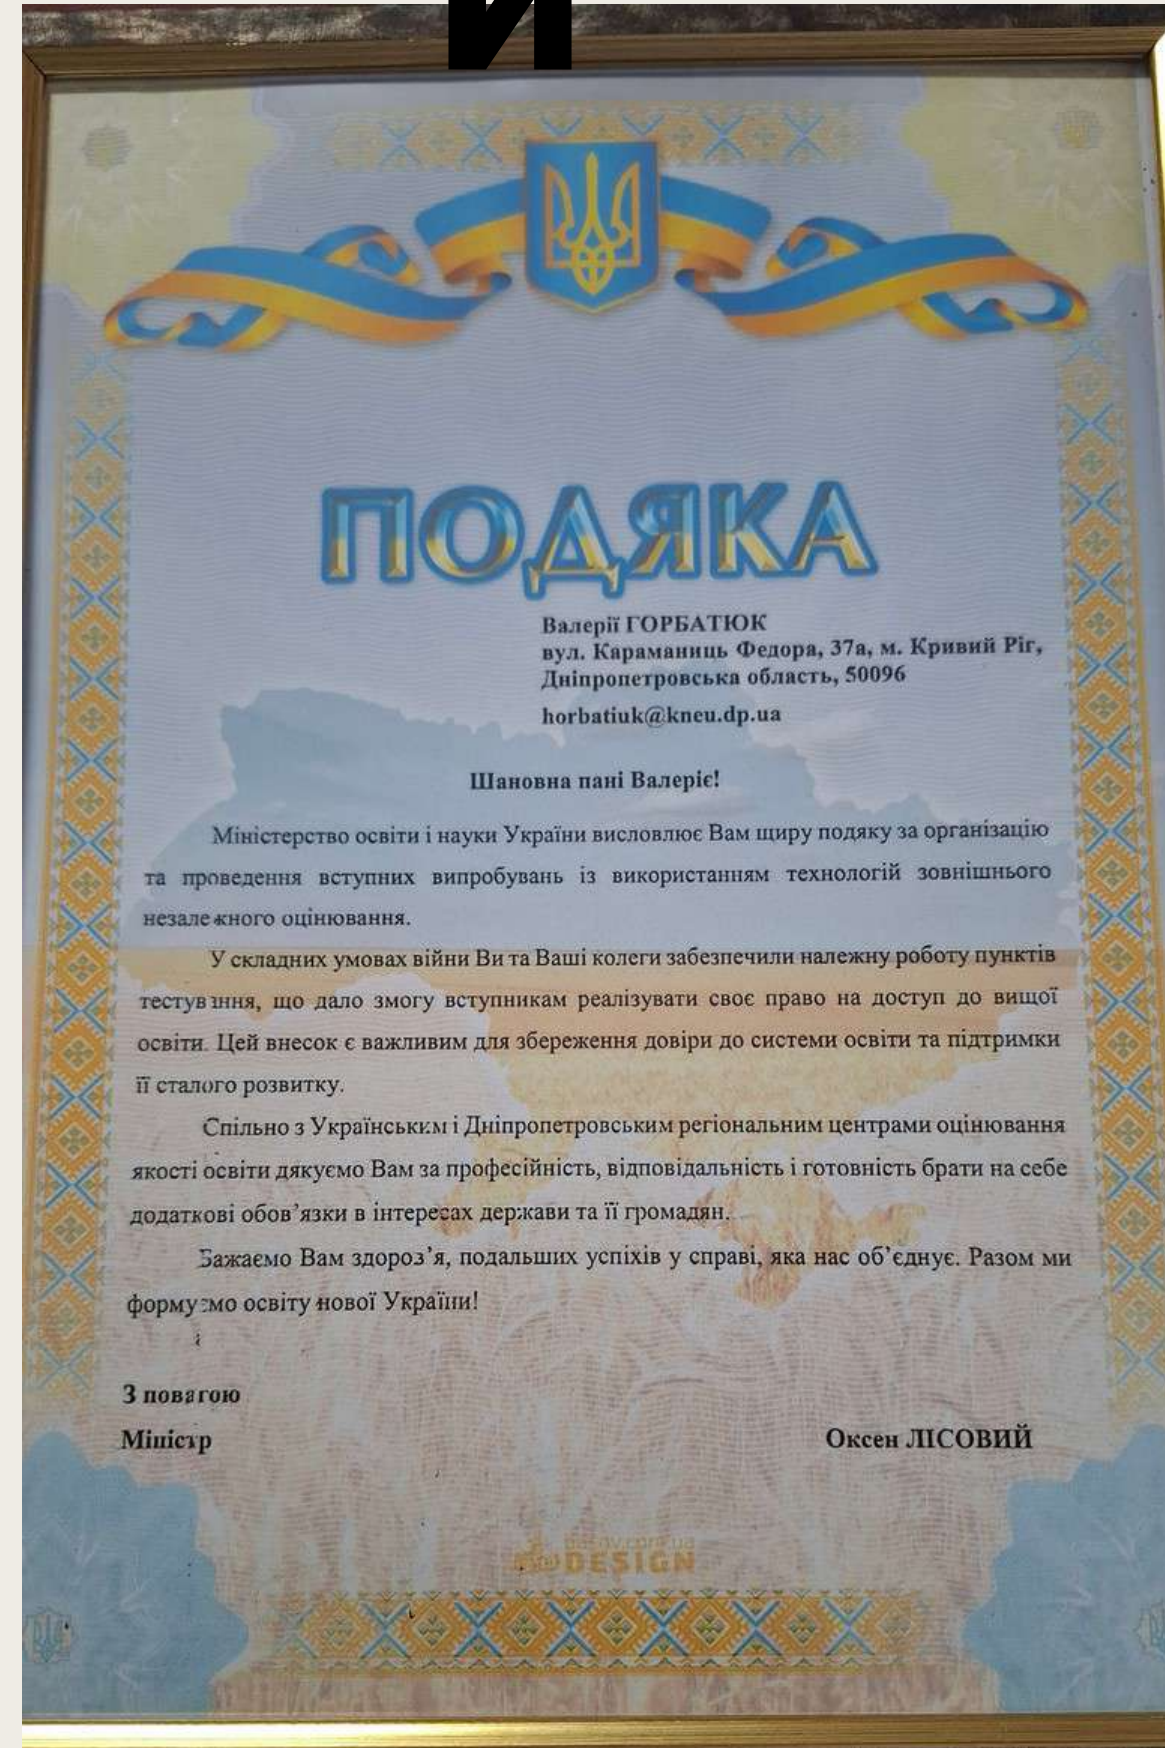 и
ПОДЯКА
Валерії ГОРБАТЮК
вул. Караманиць Федора, 37а, м. Кривий Ріг,
Дніпропетровська область, 50096
horbatiuk@kneu.dp.ua
Шановна пані Валеріє!
Міністерство освіти і науки України висловлює Вам щиру подяку за організацію
та проведення вступних випробувань із використанням технологій зовнішнього
незалежного оцінювання.
У складних умовах війни Ви та Ваші колеги забезпечили належну роботу пунктів
тестування, що дало змогу вступникам реалізувати своє право на доступ до вищої
освіти. Цей внесок є важливим для збереження довіри до системи освіти та підтримки
її сталого розвитку.
Спільно з Українським і Дніпропетровським регіональним центрами оцінювання
якості освіти дякуємо Вам за професійність, відповідальність і готовність брати на себе
додаткові обов’язки в інтересах держави та її громадян.
Бажаємо Вам здоров’я, подальших успіхів у справі, яка нас об’єднує. Разом ми
формуємо освіту нової України!
З повагою
Міністр Оксен ЛІСОВИЙ
DESIGN